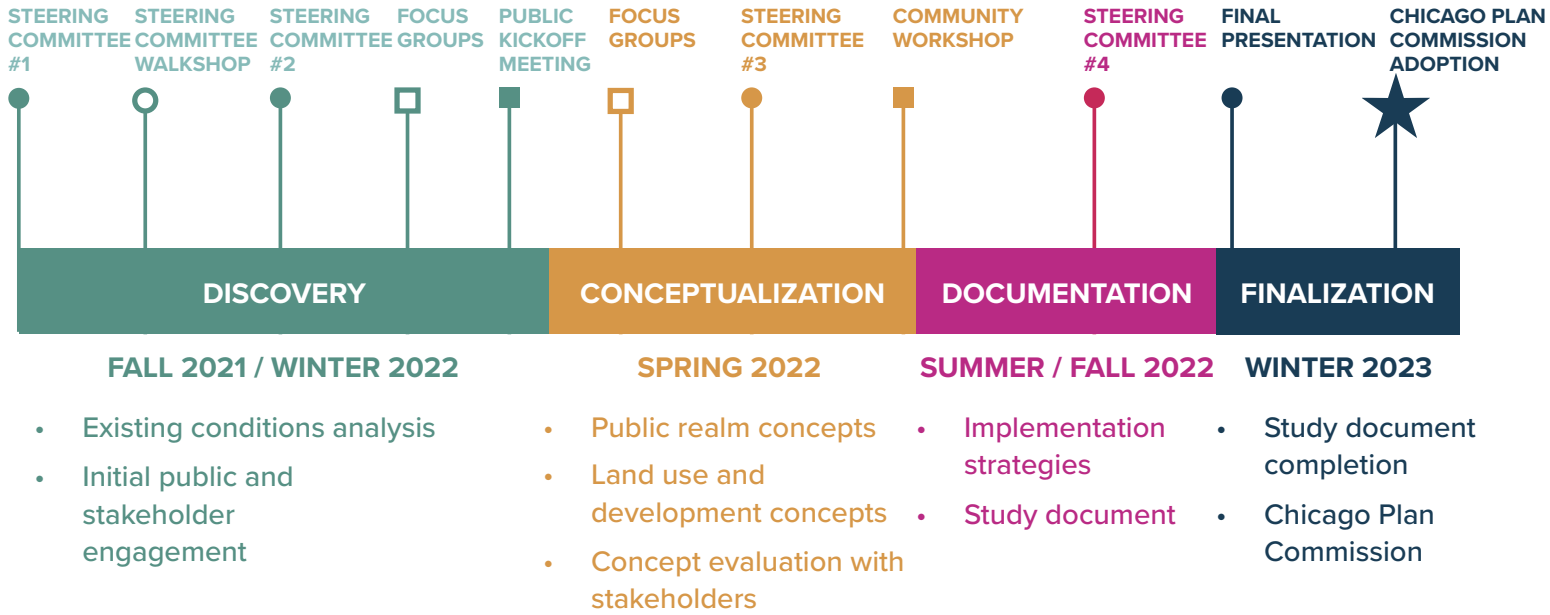 STEERING
COMMITTEE
#1
STEERING
COMMITTEE
WALKSHOP
STEERING
COMMITTEE
#2
FOCUS
GROUPS
PUBLIC
KICKOFF
MEETING
FOCUS
GROUPS
STEERING
COMMITTEE
#3
COMMUNITY
WORKSHOP
STEERING
COMMITTEE
#4
FINAL
PRESENTATION
CHICAGO PLAN
COMMISSION
ADOPTION
DISCOVERY
CONCEPTUALIZATION
DOCUMENTATION
FINALIZATION
FALL 2021 / WINTER 2022
• Existing conditions analysis
• Initial public and
stakeholder
engagement
SPRING 2022
• Public realm concepts
• Land use and
development concepts
• Concept evaluation with
stakeholders
SUMMER / FALL 2022
• Implementation
strategies
• Study document
WINTER 2023
• Study document
completion
• Chicago Plan
Commission